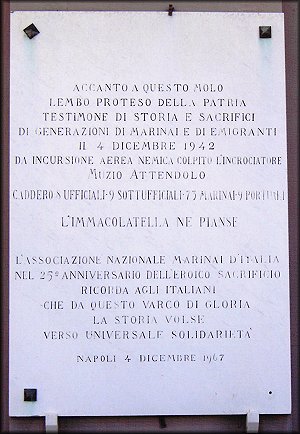 ACCANTO A QUESTO MOLO
LEMBO PROTESO DELLA PATRIA
TESTIMONE DI STORIA E SACRIFICI
DI GENERAZIONI DI MARINAI E DI EMIGRANTI
IL 4 DICEMBRE 1942
DA INCURSIONE AEREA NEMICA COLPITO L'INCROCIATORE
MUZIO ATTENDOLO
CADDERO 8 UFFICIALI-9 SOTTUFFICIALI-75 MARINAI-9 PORTUALI
L'IMMACOLATELLA NE PIANSE
L'ASSOCIAZIONE NAZIONALE MARINAI D'ITALIA
NEL 25º ANNIVERSARIO DELL'EROICO SACRIFICIO
RICORDA AGLI ITALIANI
CHE DA QUESTO VARCO DI GLORIA
LA STORIA VOLSE
VERSO UNIVERSALE SOLIDARIETA'
NAPOLI 4 DICEMBRE 1967